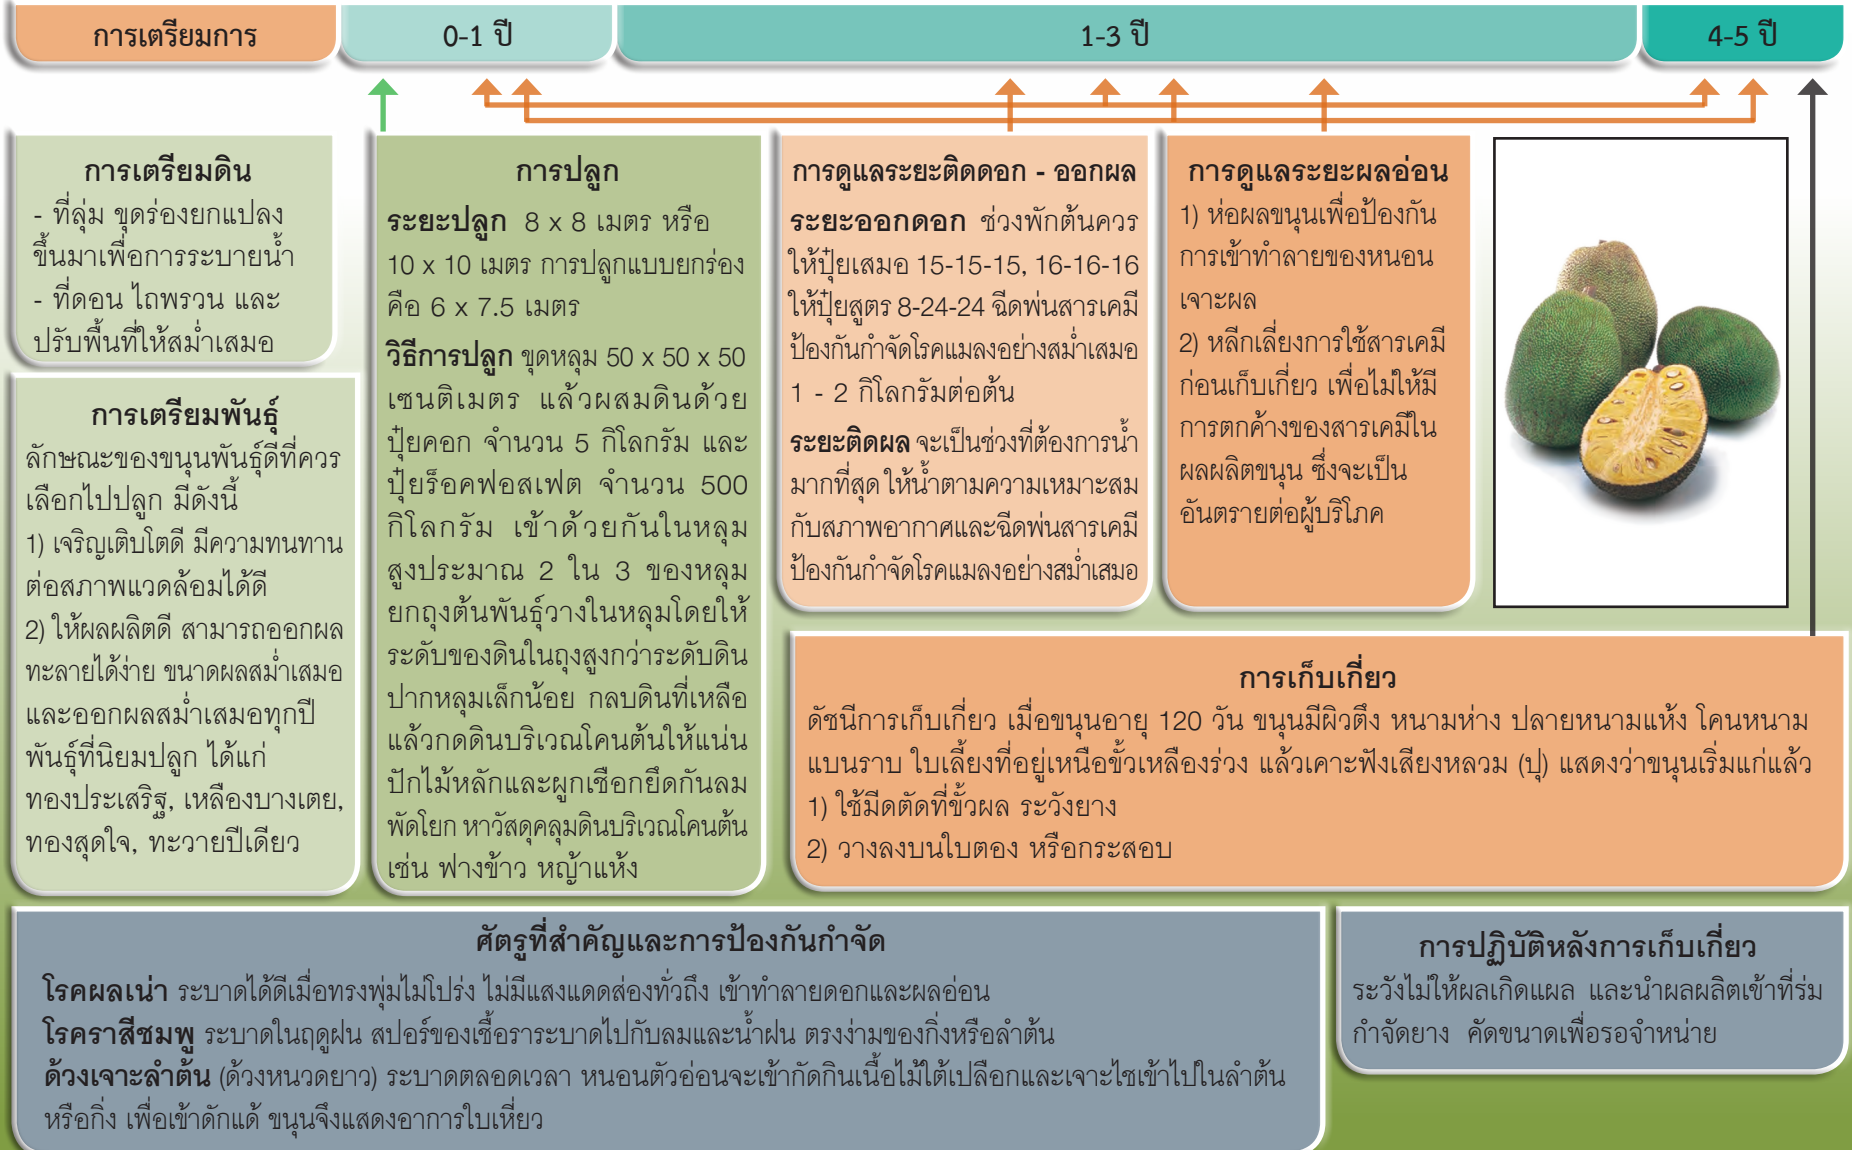 การเตรียมการ
0-1 ปี
1-3 ปี
4-5 ปี
การเตรียมดิน
- ที่ลุ่ม ขุดร่องยกแปลง
ขึ้นมาเพื่อการระบายน้ำ
- ที่ดอน ไถพรวน และ
ปรับพื้นที่ให้สม่ำเสมอ
การเตรียมพันธุ์
ลักษณะของขนุนพันธุ์ดีที่ควร
เลือกไปปลูก มีดังนี้
1) เจริญเติบโตดี มีความทนทาน
ต่อสภาพแวดล้อมได้ดี
2) ให้ผลผลิตดี สามารถออกผล
ทะลายได้ง่าย ขนาดผลสม่ำเสมอ
และออกผลสม่ำเสมอทุกปี
พันธุ์ที่นิยมปลูก ได้แก่
ทองประเสริฐ, เหลืองบางเตย,
ทองสุดใจ, ทะวายปีเดียว
การปลูก
ระยะปลูก 8 x 8 เมตร หรือ
10 x 10 เมตร การปลูกแบบยกร่อง
คือ 6 x 7.5 เมตร
วิธีการปลูก ขุดหลุม 50 x 50 x 50
เซนติเมตร แล้วผสมดินด้วย
ปุ๋ยคอก จำนวน 5 กิโลกรัม และ
ปุ๋ยร็อคฟอสเฟต จำนวน 500
กิโลกรัม เข้าด้วยกันในหลุม
สูงประมาณ 2 ใน 3 ของหลุม
ยกถุงต้นพันธุ์วางในหลุมโดยให้
ระดับของดินในถุงสูงกว่าระดับดิน
ปากหลุมเล็กน้อย กลบดินที่เหลือ
แล้วกดดินบริเวณโคนต้นให้แน่น
ปักไม้หลักและผูกเชือกยึดกันลม
พัดโยก หาวัสดุคลุมดินบริเวณโคนต้น
เช่น ฟางข้าว หญ้าแห้ง
การดูแลระยะติดดอก - ออกผล
ระยะออกดอก ช่วงพักต้นควร
ให้ปุ๋ยเสมอ 15-15-15, 16-16-16
ให้ปุ๋ยสูตร 8-24-24 ฉีดพ่นสารเคมี
ป้องกันกำจัดโรคแมลงอย่างสม่ำเสมอ
1 - 2 กิโลกรัมต่อต้น
ระยะติดผล จะเป็นช่วงที่ต้องการน้ำ
มากที่สุด ให้น้ำตามความเหมาะสม
กับสภาพอากาศและฉีดพ่นสารเคมี
ป้องกันกำจัดโรคแมลงอย่างสม่ำเสมอ
การดูแลระยะผลอ่อน
1) ห่อผลขนุนเพื่อป้องกัน
การเข้าทำลายของหนอน
เจาะผล
2) หลีกเลี่ยงการใช้สารเคมี
ก่อนเก็บเกี่ยว เพื่อไม่ให้มี
การตกค้างของสารเคมีใน
ผลผลิตขนุน ซึ่งจะเป็น
อันตรายต่อผู้บริโภค
การเก็บเกี่ยว
ดัชนีการเก็บเกี่ยว เมื่อขนุนอายุ 120 วัน ขนุนมีผิวตึง หนามห่าง ปลายหนามแห้ง โคนหนาม
แบนราบ ใบเลี้ยงที่อยู่เหนือขั้วเหลืองร่วง แล้วเคาะฟังเสียงหลวม (ปุ) แสดงว่าขนุนเริ่มแก่แล้ว
1) ใช้มีดตัดที่ขั้วผล ระวังยาง
2) วางลงบนใบตอง หรือกระสอบ
ศัตรูที่สำคัญและการป้องกันกำจัด
โรคผลเน่า ระบาดได้ดีเมื่อทรงพุ่มไม่โปร่ง ไม่มีแสงแดดส่องทั่วถึง เข้าทำลายดอกและผลอ่อน
โรคราสีชมพู ระบาดในฤดูฝน สปอร์ของเชื้อราระบาดไปกับลมและน้ำฝน ตรงง่ามของกิ่งหรือลำต้น
ด้วงเจาะลำต้น (ด้วงหนวดยาว) ระบาดตลอดเวลา หนอนตัวอ่อนจะเข้ากัดกินเนื้อไม้ใต้เปลือกและเจาะไชเข้าไปในลำต้น
หรือกิ่ง เพื่อเข้าดักแด้ ขนุนจึงแสดงอาการใบเหี่ยว
การปฏิบัติหลังการเก็บเกี่ยว
ระวังไม่ให้ผลเกิดแผล และนำผลผลิตเข้าที่ร่ม
กำจัดยาง คัดขนาดเพื่อรอจำหน่าย